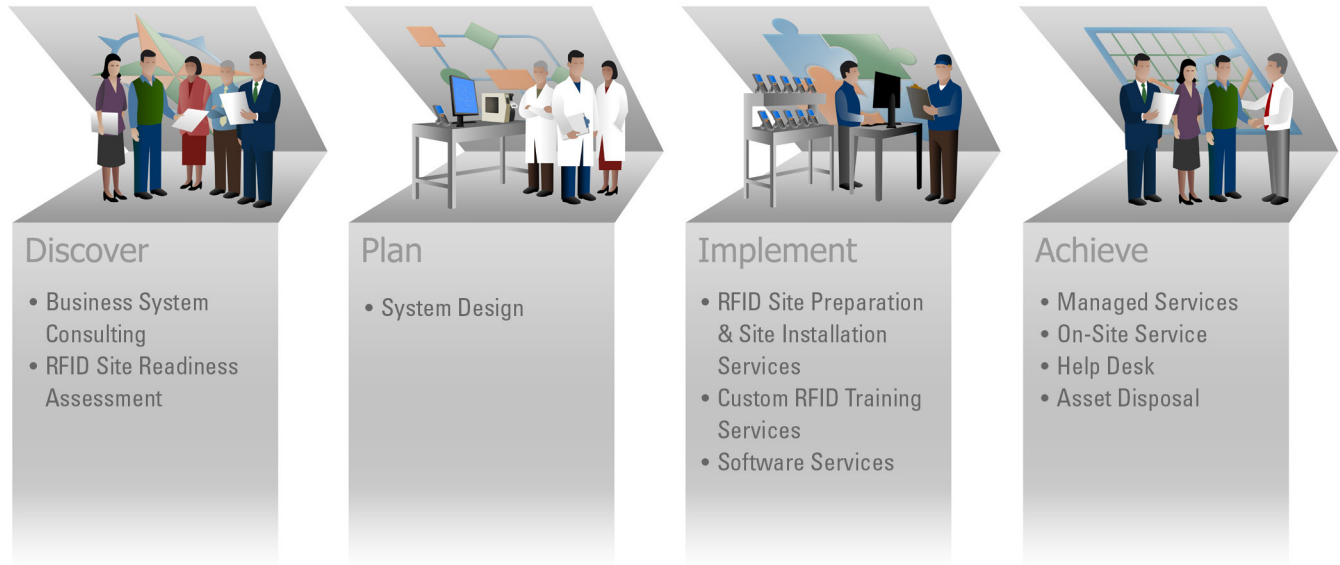 Discover
• Business System
Consulting
• RFID Site Readiness
Assessment
Plan
• System Design
Implement
• RFID Site Preparation
& Site Installation
Services
• Custom RFID Training
Services
• Software Services
Achieve
• Managed Services
• On-Site Service
• Help Desk
• Asset Disposal